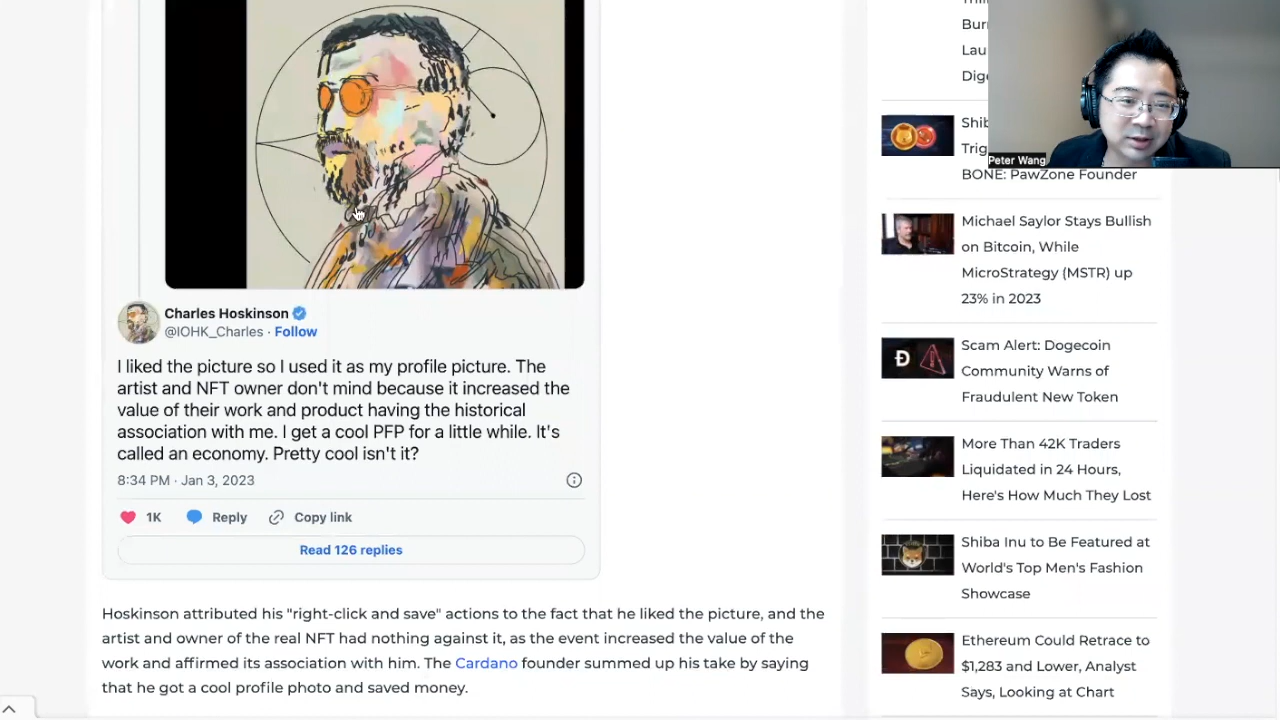 Charles Hoskinson
@IOHK_Charles · Follow
I liked the picture so I used it as my profile picture. The
artist and NFT owner don't mind because it increased the
value of their work and product having the historical
association with me. I get a cool PFP for a little while. It's
called an economy. Pretty cool isn't it?
8:34 PM · Jan 3, 2023
1K Reply Copy link
Read 126 replies
Hoskinson attributed his "right-click and save" actions to the fact that he liked the picture, and the
artist and owner of the real NFT had nothing against it, as the event increased the value of the
work and affirmed its association with him. The Cardano founder summed up his take by saying
that he got a cool profile photo and saved money.
Peter Wang
BONE: PawZone Founder
Michael Saylor Stays Bullish
on Bitcoin, While
MicroStrategy (MSTR) up
23% in 2023
Scam Alert: Dogecoin
Community Warns of
Fraudulent New Token
More Than 42K Traders
Liquidated in 24 Hours,
Here's How Much They Lost
Shiba Inu to Be Featured at
World's Top Men's Fashion
Showcase
Ethereum Could Retrace to
$1,283 and Lower, Analyst
Says, Looking at Chart